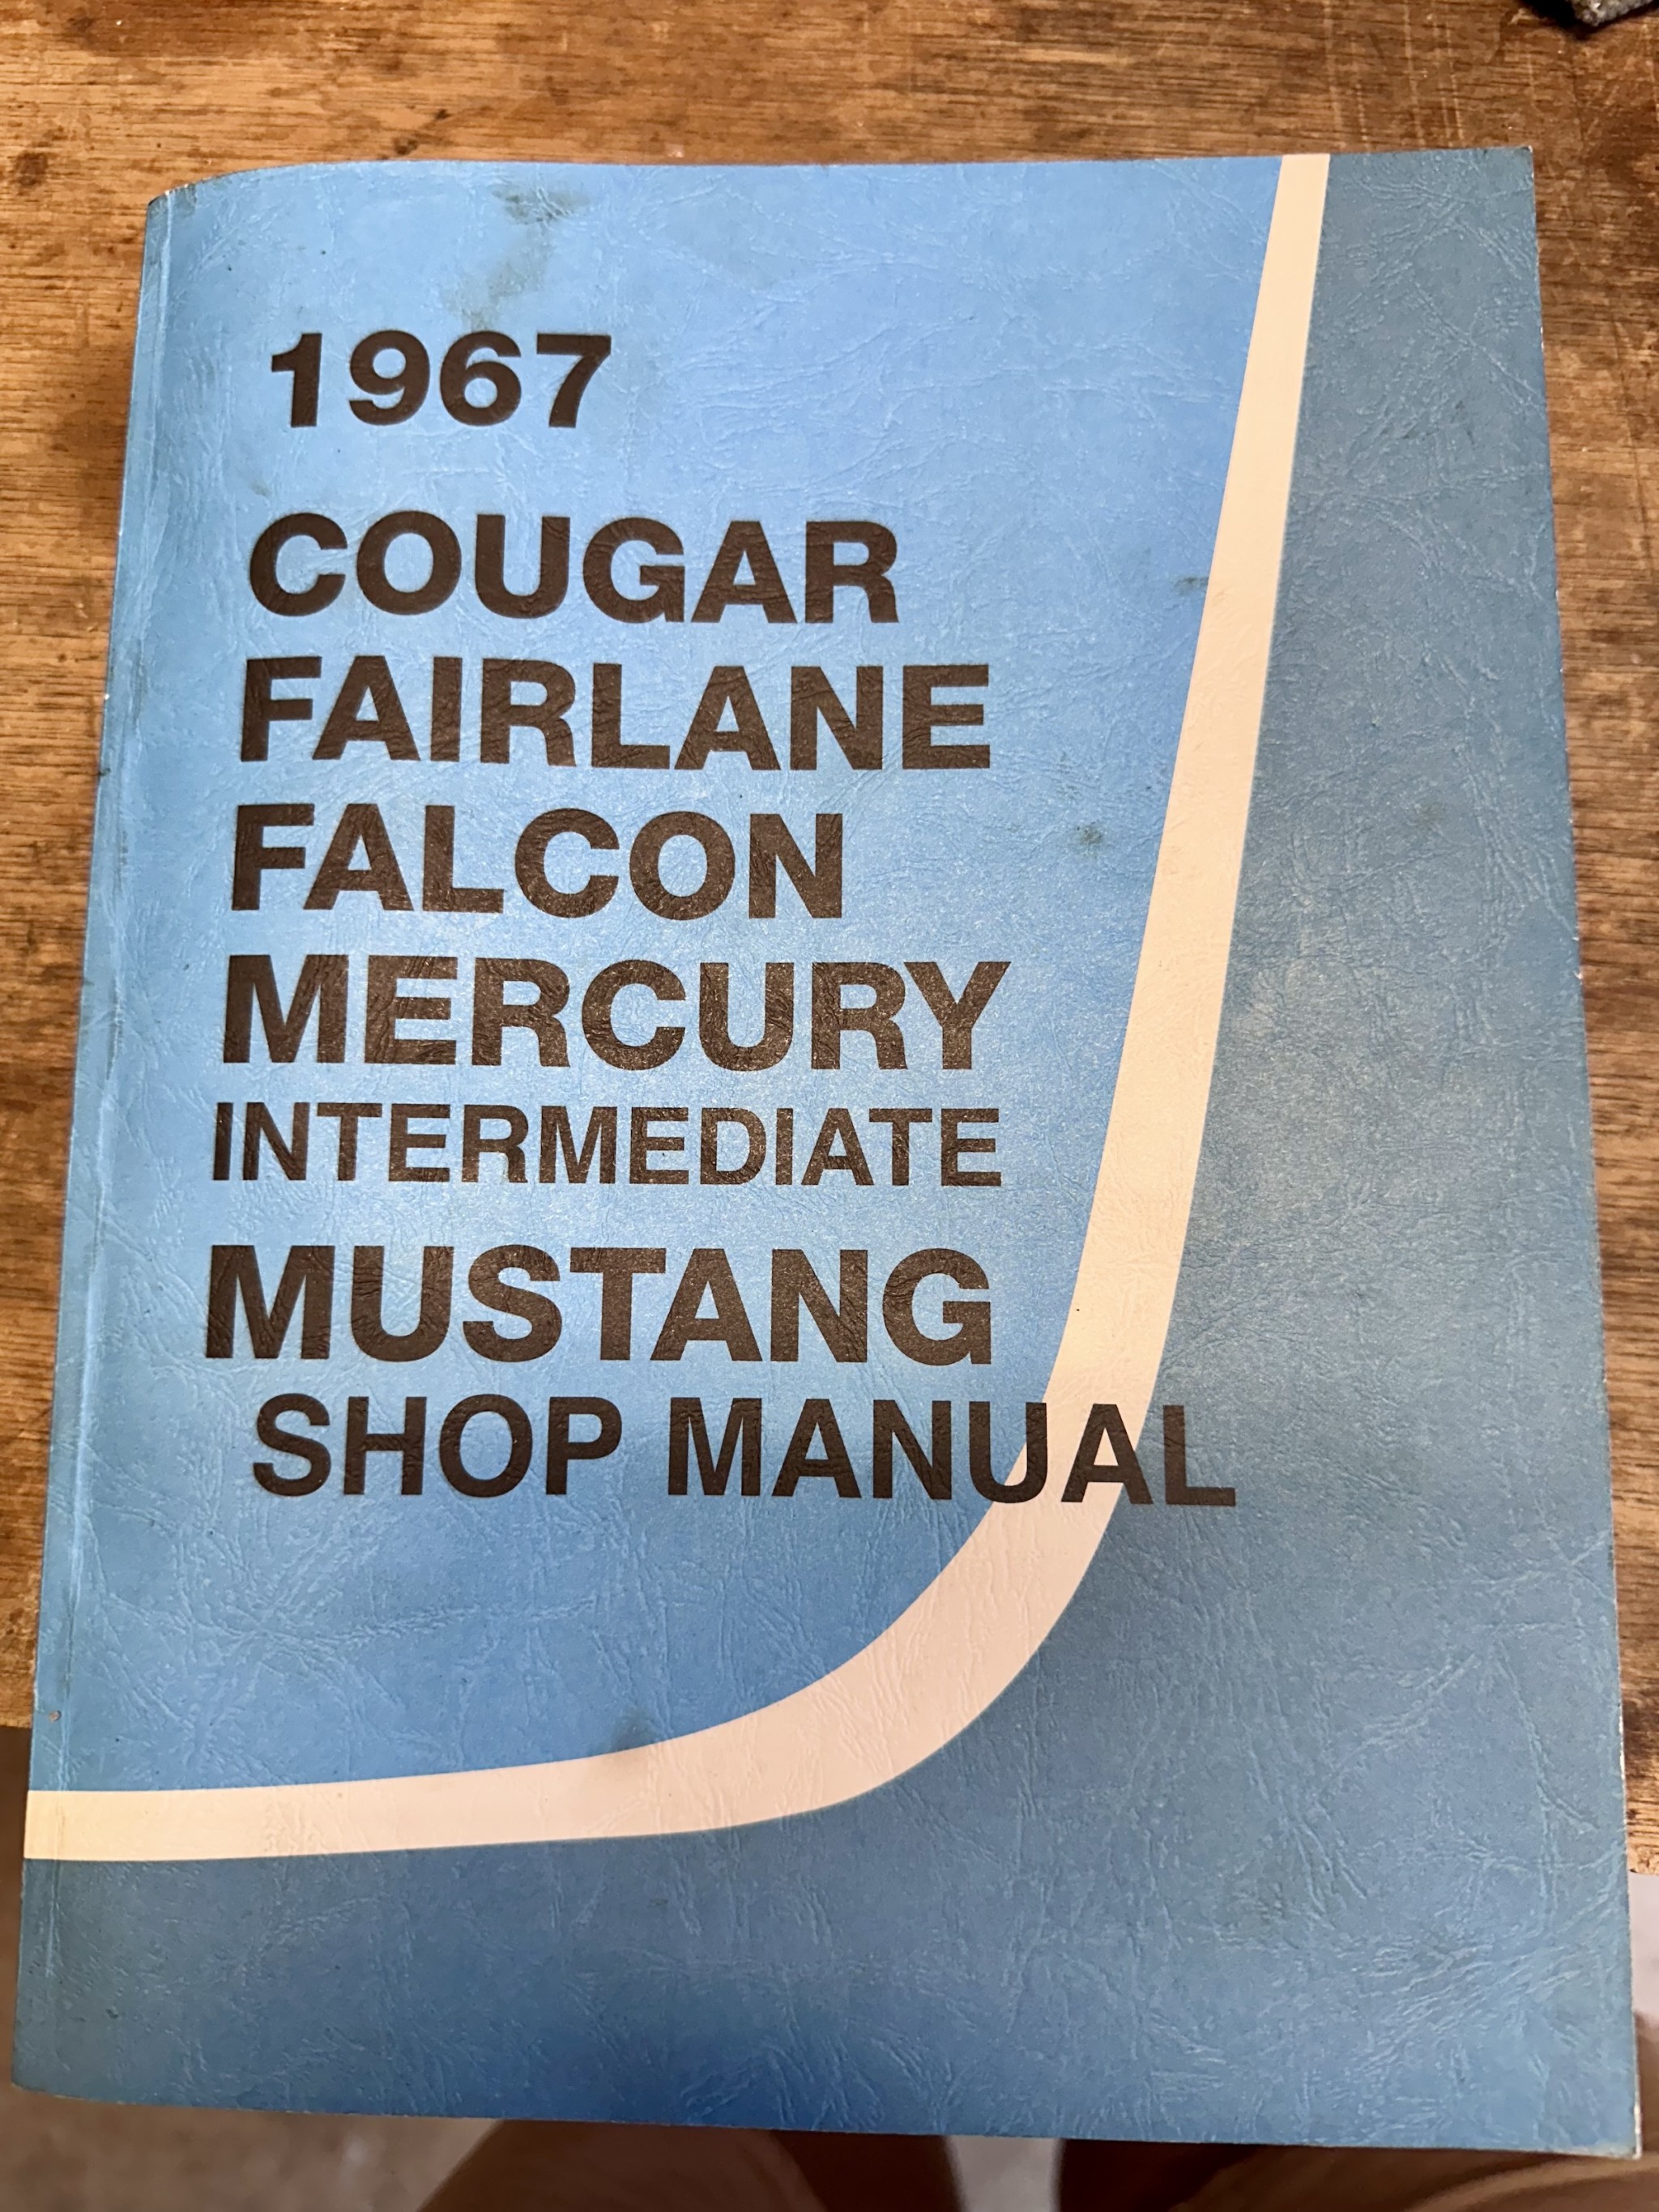 1967
COUGAR
FAIRLANE
FALCON
MERCURY
INTERMEDIATE
MUSTANG
SHOP MANUAL